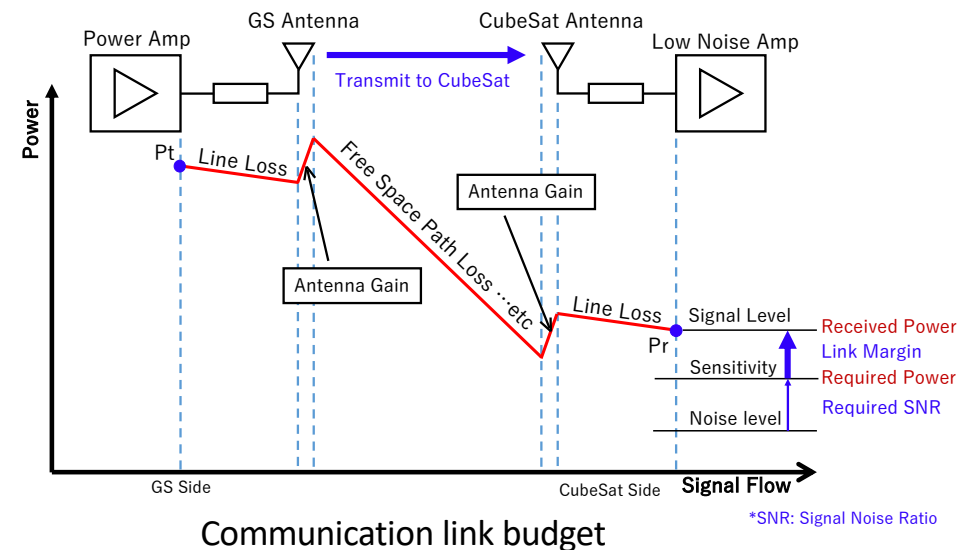 GS Antenna
CubeSat Antenna
Power Amp
Low Noise Amp
Transmit to CubeSat
Power
Pt
Line Loss
Free Space Path Loss …etc
Antenna Gain
Antenna Gain
Line Loss
Pr
Signal Level
Received Power
Link Margin
Sensitivity
Required Power
Required SNR
Noise level
GS Side
CubeSat Side
Signal Flow
*SNR: Signal Noise Ratio
Communication link budget